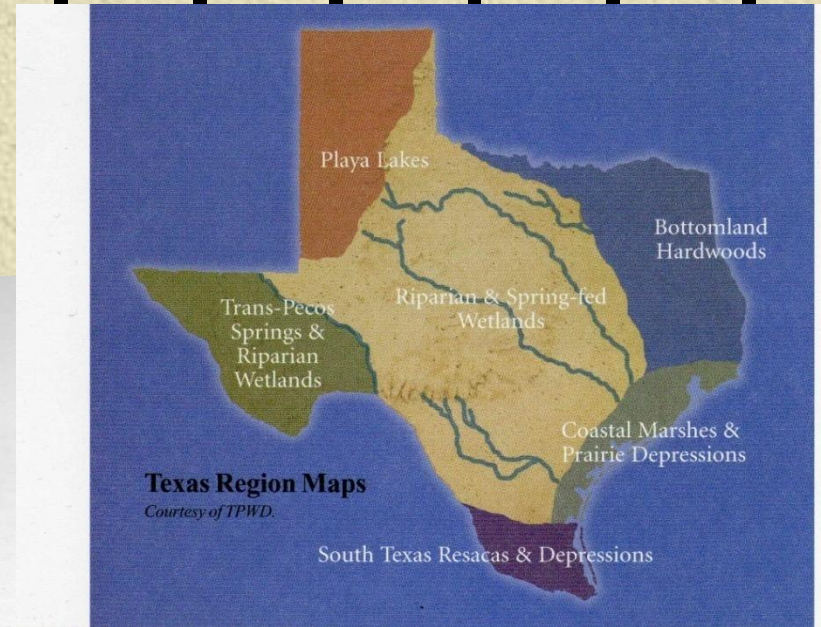 Playa Lakes
Bottomland
Hardwoods
Trans-Pecos
Springs &
Riparian
Wetlands
Riparian & Spring-fed
Wetlands
Coastal Marshes &
Prairie Depressions
Texas Region Maps
Courtesy of TPWD.
South Texas Resacas & Depressions